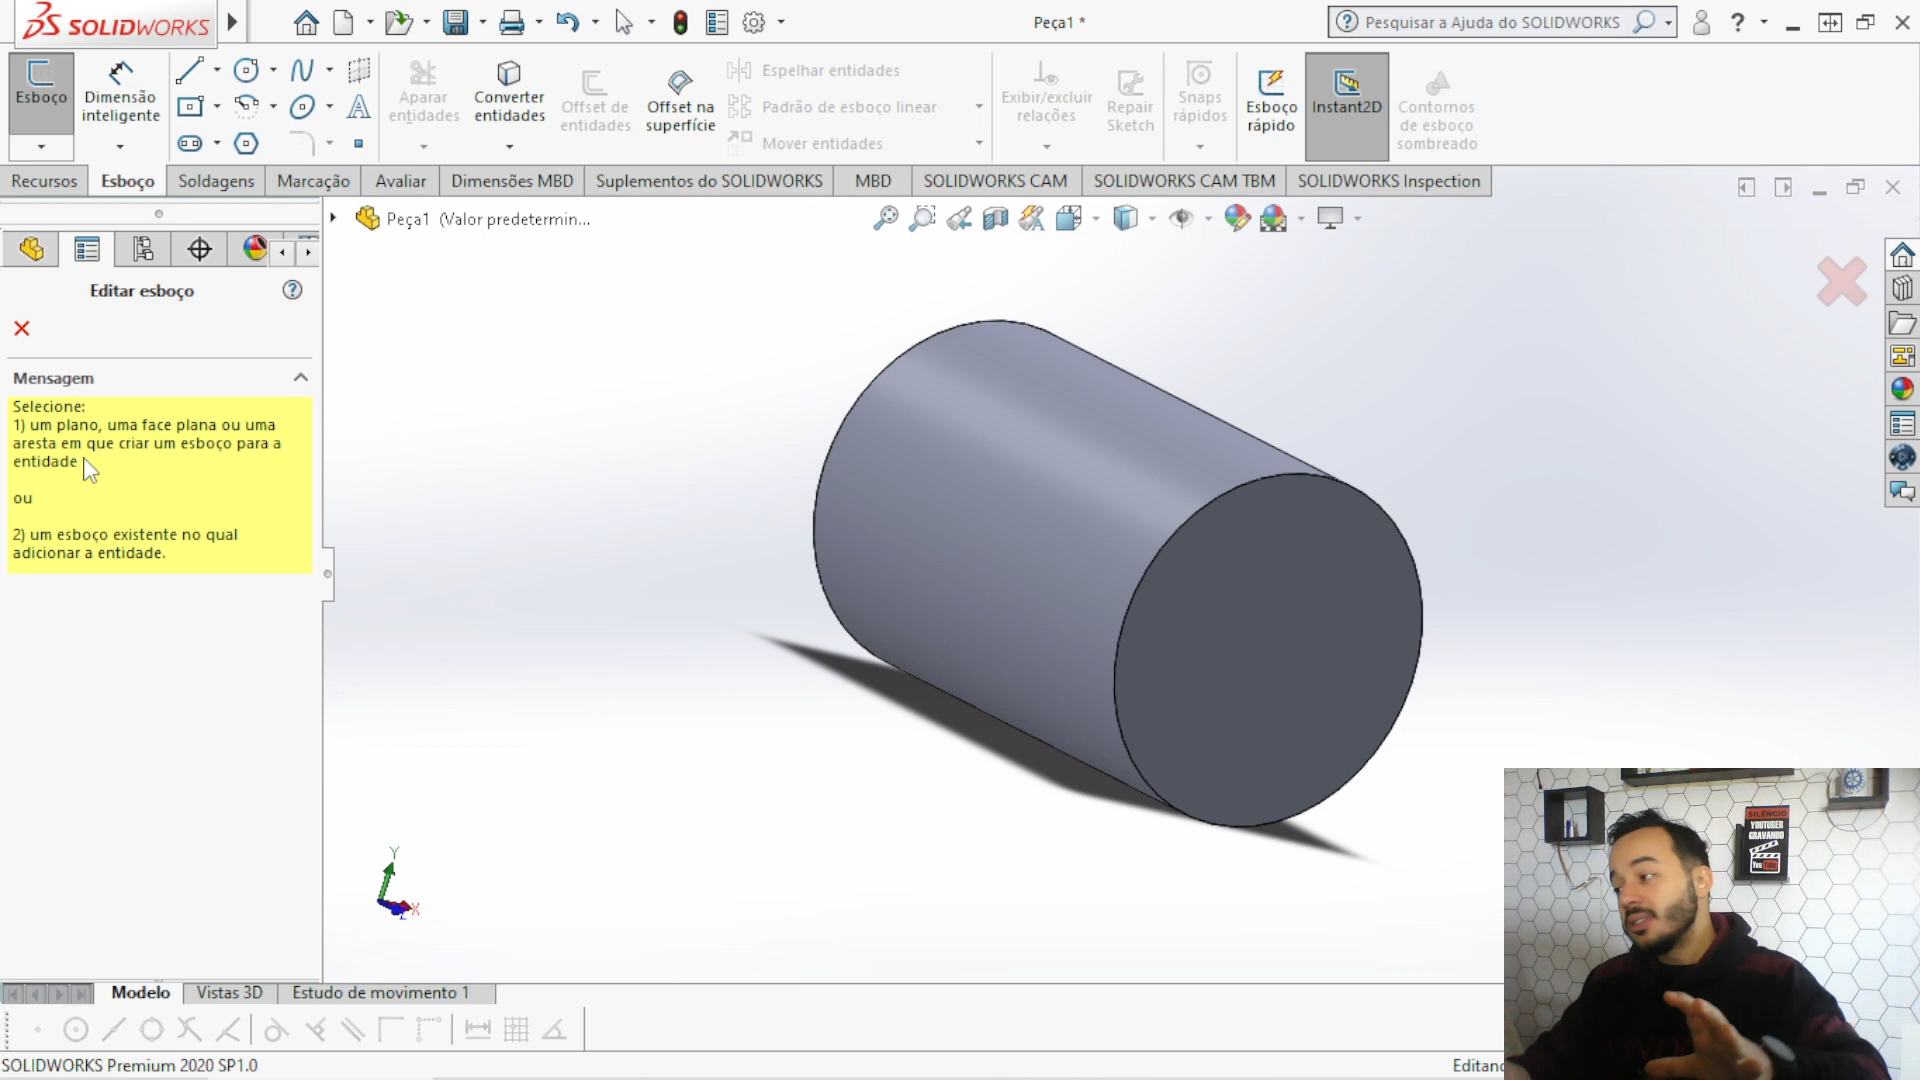 SOLIDWORKS
Peça1 *
Pesquisar a Ajuda do SOLIDWORKS
Esboço
Dimensão inteligente
Aparar entidades
Converter entidades
Offset de entidades
Offset na superfície
Espelhar entidades
Padrão de esboço linear
Mover entidades
Exibir/excluir relações
Repair Sketch
Snaps rápidos
Esboço rápido
Instant2D
Contornos de esboço sombreado
Recursos
Esboço
Soldagens
Marcação
Avaliar
Dimensões MBD
Suplementos do SOLIDWORKS
MBD
SOLIDWORKS CAM
SOLIDWORKS CAM TBM
SOLIDWORKS Inspection
Peça1 (Valor predetermin...
Editar esboço
Mensagem
Selecione:
1) um plano, uma face plana ou uma
aresta em que criar um esboço para a
entidade
ou
2) um esboço existente no qual
adicionar a entidade.
Y
X
Z
SILÊNCIO
YOUTUBER
GRAVANDO
You Tube
Modelo
Vistas 3D
Estudo de movimento 1
SOLIDWORKS Premium 2020 SP1.0
Editand